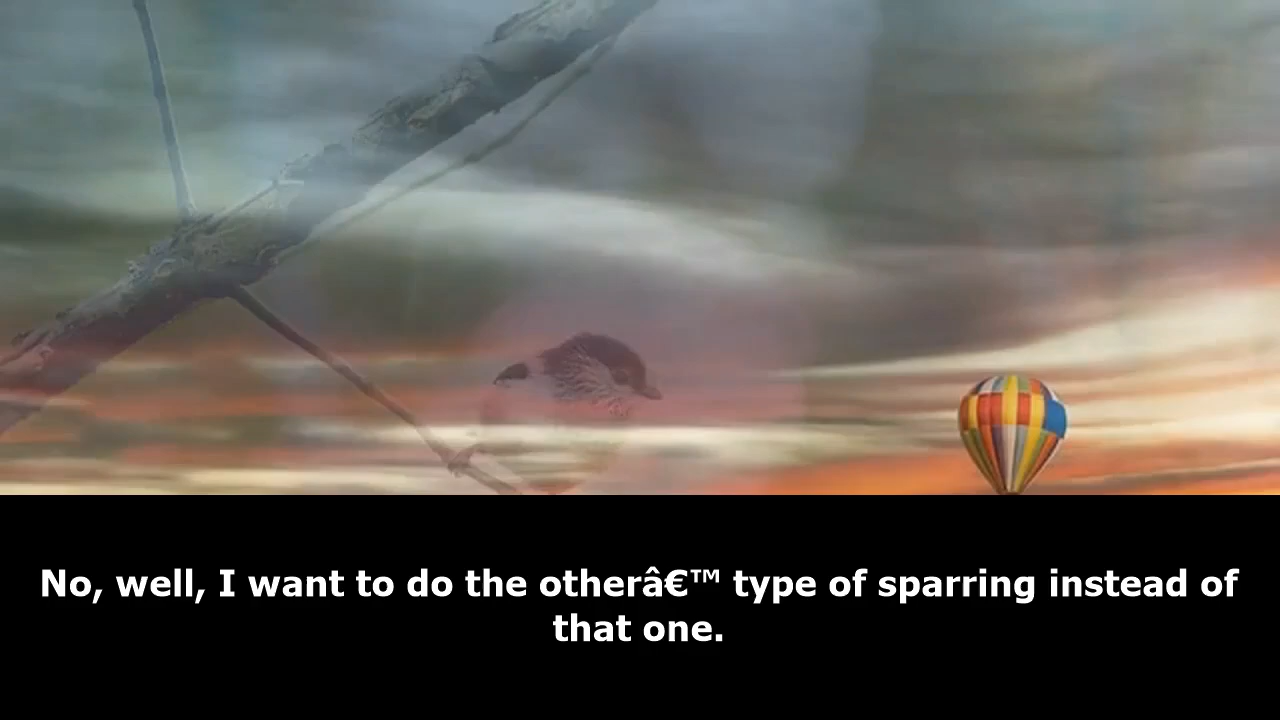 No, well, I want to do the otherâ€™ type of sparring instead of
that one.